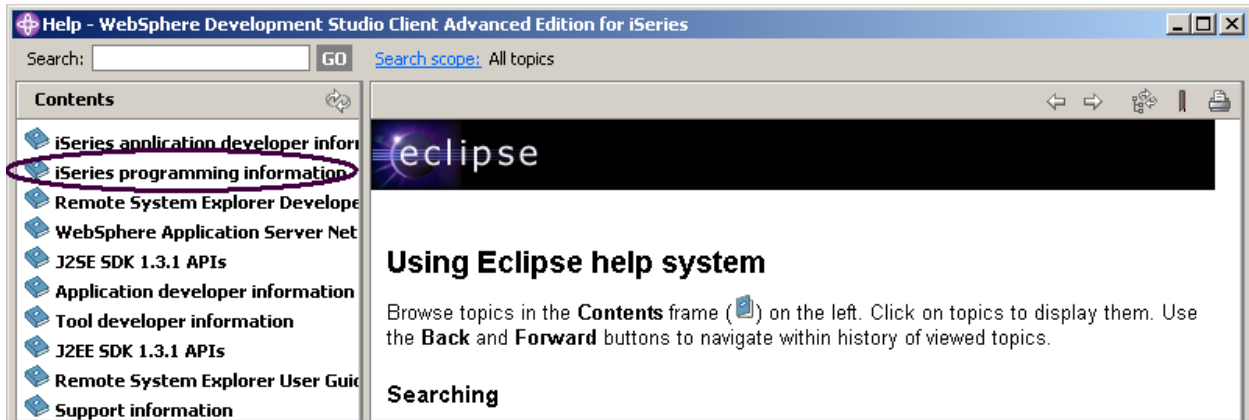 Help - WebSphere Development Studio Client Advanced Edition for iSeries
Search: GO Search scope: All topics
Contents
iSeries application developer inform
iSeries programming information
Remote System Explorer Develope
WebSphere Application Server Net
J2SE SDK 1.3.1 APIs
Application developer information
Tool developer information
J2EE SDK 1.3.1 APIs
Remote System Explorer User Guid
Support information
eclipse
Using Eclipse help system
Browse topics in the Contents frame ( ) on the left. Click on topics to display them. Use
the Back and Forward buttons to navigate within history of viewed topics.
Searching